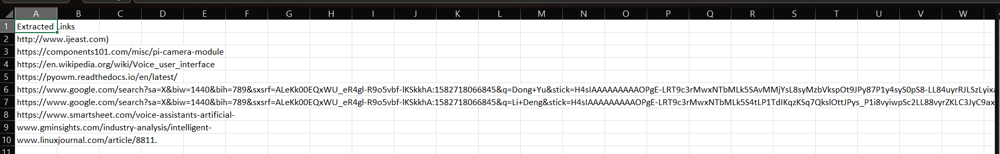 A B C D E F G H I J K L M N O P Q R S T U V W
1 Extracted Links
2 http://www.ijeast.com)
3 https://components101.com/misc/pi-camera-module
4 https://en.wikipedia.org/wiki/Voice_user_interface
5 https://pyowm.readthedocs.io/en/latest/
6 https://www.google.com/search?sa=X&biw=1440&bih=789&sxsrf=ALeKk00EQxWU_eR4gl-R9o5vbf-lKSkkhA:1582718066845&q=Dong+Yu&stick=H4sIAAAAAAAAAOPgE-LRT9c3rMwxNTbMLk5SAvMMjYsL8syMzbVkspOt9JPy87P1y4syS0pS8-LL84uyrRJLSzLyixa
7 https://www.google.com/search?sa=X&biw=1440&bih=789&sxsrf=ALeKk00EQxWU_eR4gl-R9o5vbf-lKSkkhA:1582718066845&q=Li+Deng&stick=H4sIAAAAAAAAAOPgE-LRT9c3rMwxNTbMLk5S4tLP1TdIKqzKSq7QkslOttJPys_P1i8vyiwpSc2LL88vyrZKLC3JyC9ax
8 https://www.smartsheet.com/voice-assistants-artificial-
9 www.gminsights.com/industry-analysis/intelligent-
10 www.linuxjournal.com/article/8811.
11